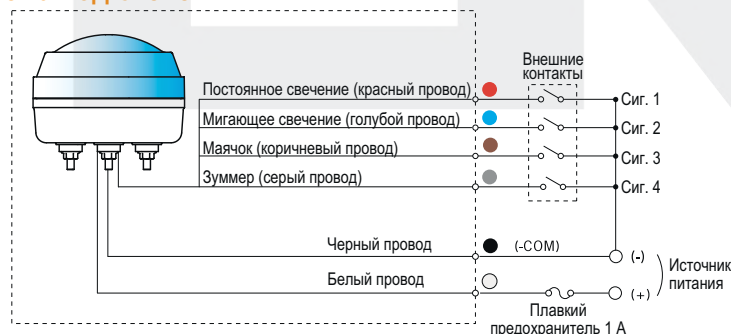 Внешние
контакты
Постоянное свечение (красный провод)
Сиг. 1
Мигающее свечение (голубой провод)
Сиг. 2
Маячок (коричневый провод)
Сиг. 3
Зуммер (серый провод)
Сиг. 4
Черный провод
(-COM)
(-)
Источник
питания
Белый провод
(+)
Плавкий
предохранитель 1 А